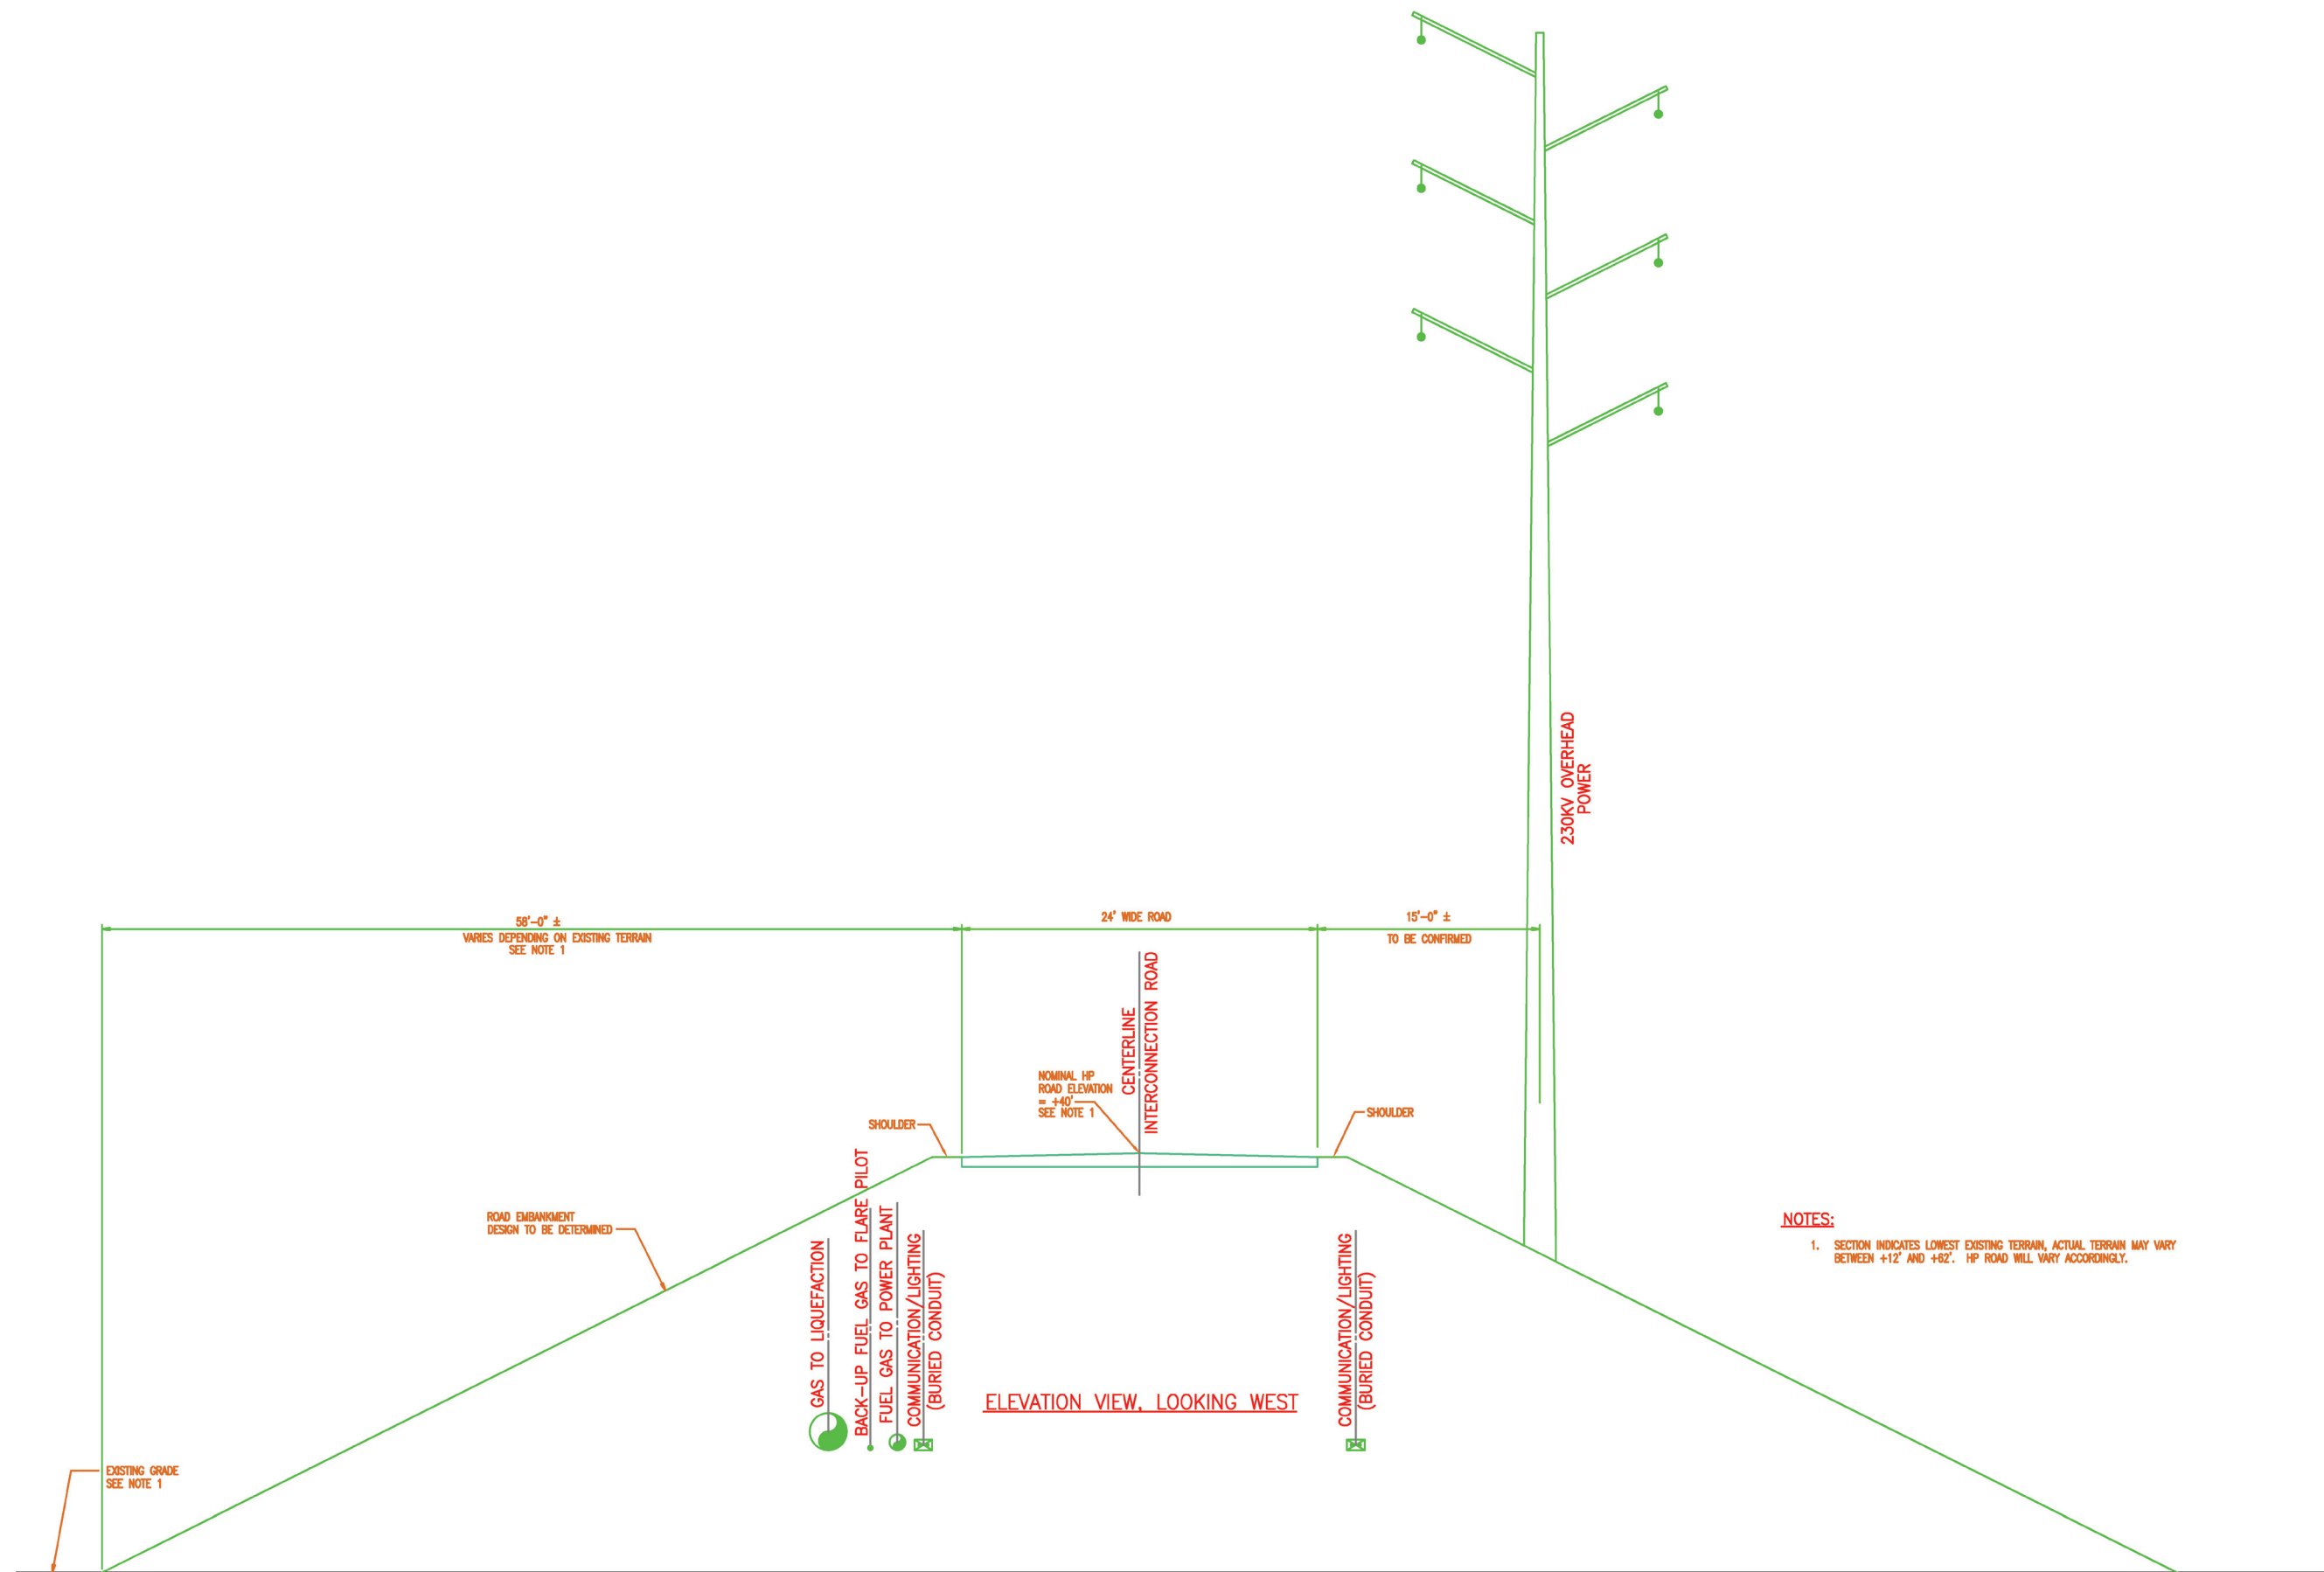 230KV OVERHEAD
POWER
58'-0" ±
VARIES DEPENDING ON EXISTING TERRAIN
SEE NOTE 1
24' WIDE ROAD
15'-0" ±
TO BE CONFIRMED
CENTERLINE
INTERCONNECTION ROAD
NOMINAL HP
ROAD ELEVATION
= +40'
SEE NOTE 1
SHOULDER
SHOULDER
ROAD EMBANKMENT
DESIGN TO BE DETERMINED
GAS TO LIQUEFACTION
BACK-UP FUEL GAS TO FLARE PILOT
FUEL GAS TO POWER PLANT
COMMUNICATION/LIGHTING
(BURIED CONDUIT)
COMMUNICATION/LIGHTING
(BURIED CONDUIT)
ELEVATION VIEW, LOOKING WEST
NOTES:
1. SECTION INDICATES LOWEST EXISTING TERRAIN, ACTUAL TERRAIN MAY VARY
BETWEEN +12' AND +62'. HP ROAD WILL VARY ACCORDINGLY.
EXISTING GRADE
SEE NOTE 1